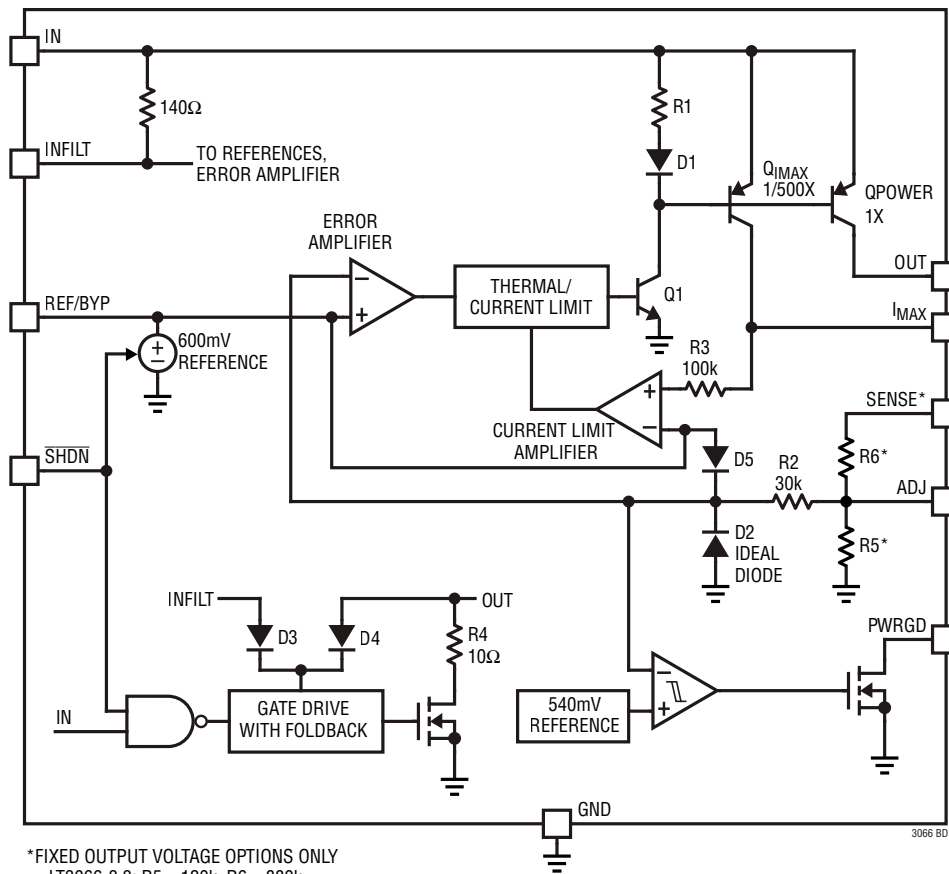 IN
140Ω
INFILT
TO REFERENCES,
ERROR AMPLIFIER
R1
D1
QIMAX
1/500X
QPOWER
1X
ERROR
AMPLIFIER
OUT
THERMAL/
CURRENT LIMIT
Q1
REF/BYP
IMAX
600mV
REFERENCE
R3
100k
SENSE*
CURRENT LIMIT
AMPLIFIER
SHDN
D5
R2
30k
R6*
ADJ
D2
IDEAL
DIODE
R5*
INFILT
OUT
D3
D4
R4
10Ω
PWRGD
IN
GATE DRIVE
WITH FOLDBACK
540mV
REFERENCE
GND
3066 BD
*FIXED OUTPUT VOLTAGE OPTIONS ONLY